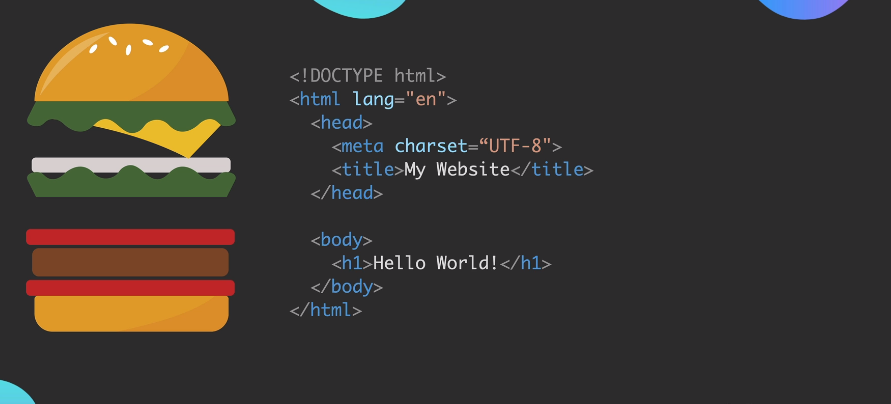 <!DOCTYPE html>
<html lang="en">
<head>
<meta charset=“UTF-8">
<title>My Website</title>
</head>
<body>
<h1>Hello World!</h1>
</body>
</html>